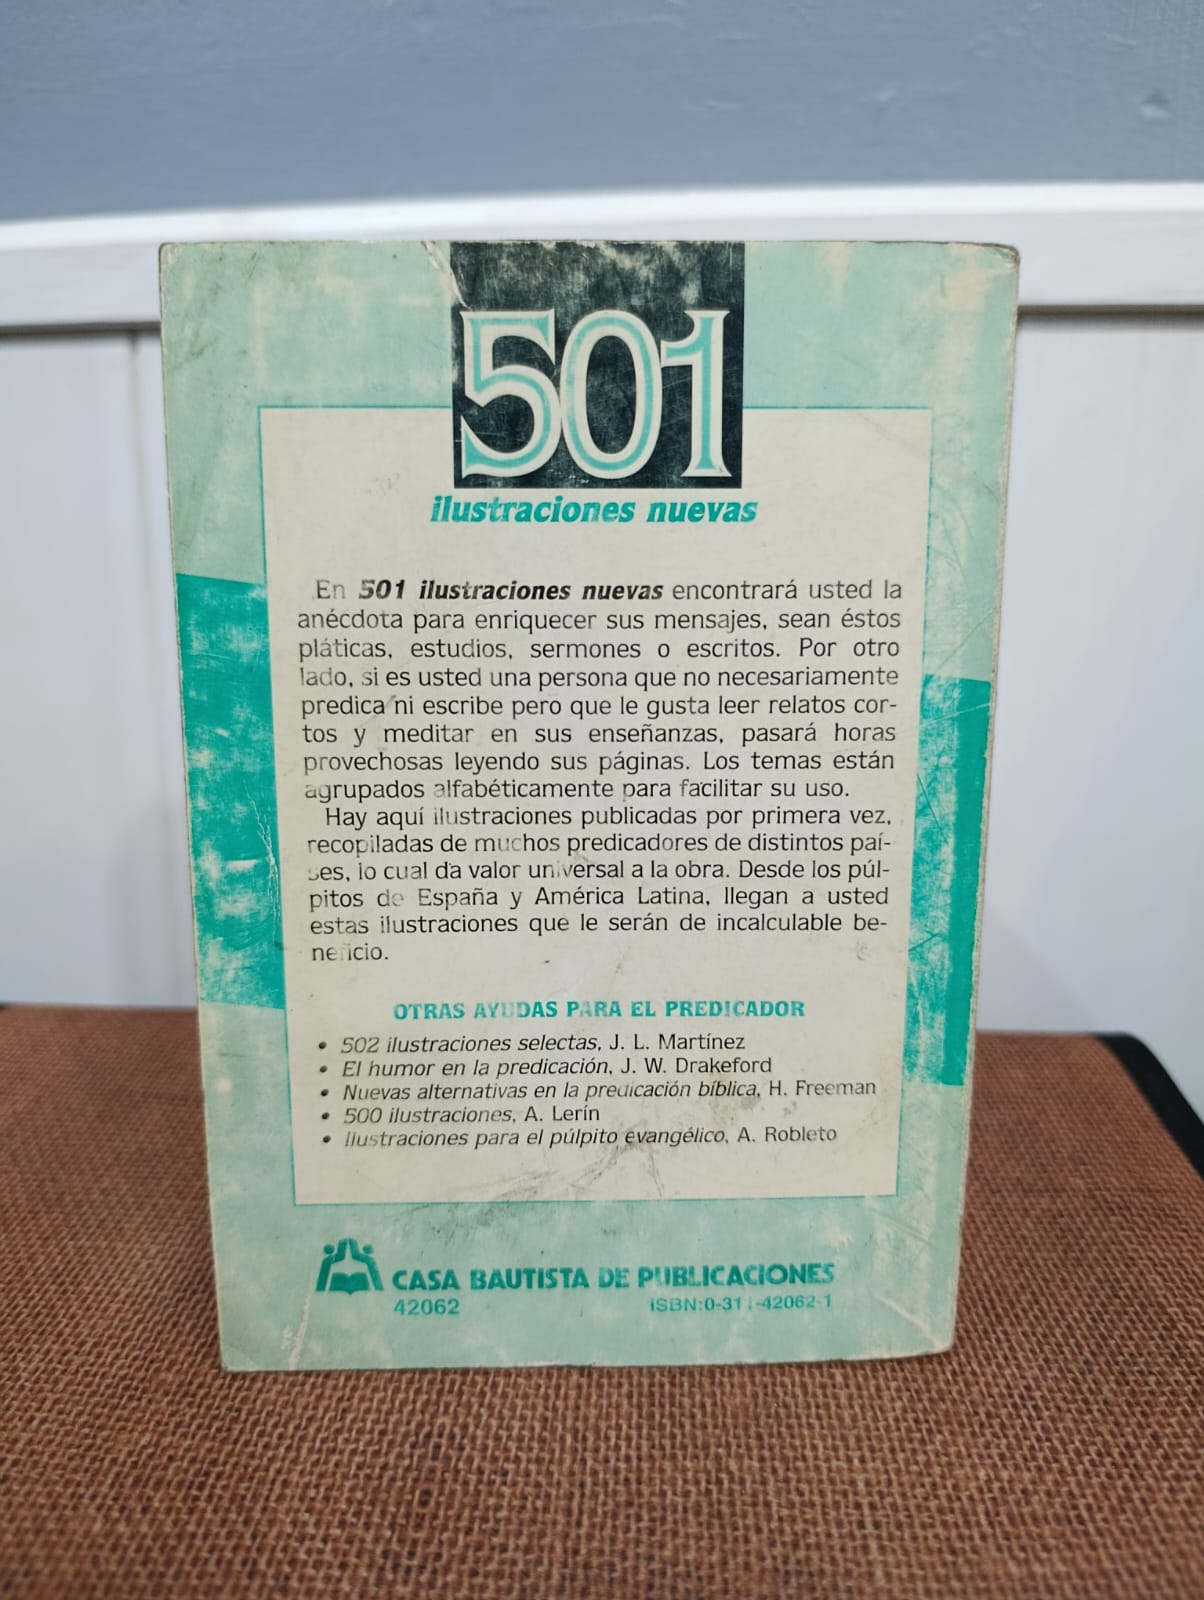 501
ilustraciones nuevas
En 501 ilustraciones nuevas encontrará usted la
anécdota para enriquecer sus mensajes, sean éstos
pláticas, estudios, sermones o escritos. Por otro
lado, si es usted una persona que no necesariamente
predica ni escribe pero que le gusta leer relatos cor-
tos y meditar en sus enseñanzas, pasará horas
provechosas leyendo sus páginas. Los temas están
agrupados alfabéticamente para facilitar su uso.
Hay aquí ilustraciones publicadas por primera vez,
recopiladas de muchos predicadores de distintos paí-
ses, lo cual da valor universal a la obra. Desde los púl-
pitos de España y América Latina, llegan a usted
estas ilustraciones que le serán de incalculable be-
neficio.
OTRAS AYUDAS PARA EL PREDICADOR
• 502 ilustraciones selectas, J. L. Martínez
• El humor en la predicación, J. W. Drakeford
• Nuevas alternativas en la predicación bíblica, H. Freeman
• 500 ilustraciones, A. Lerín
• Ilustraciones para el púlpito evangélico, A. Robleto
CASA BAUTISTA DE PUBLICACIONES
42062 ISBN:0-311-42062-1